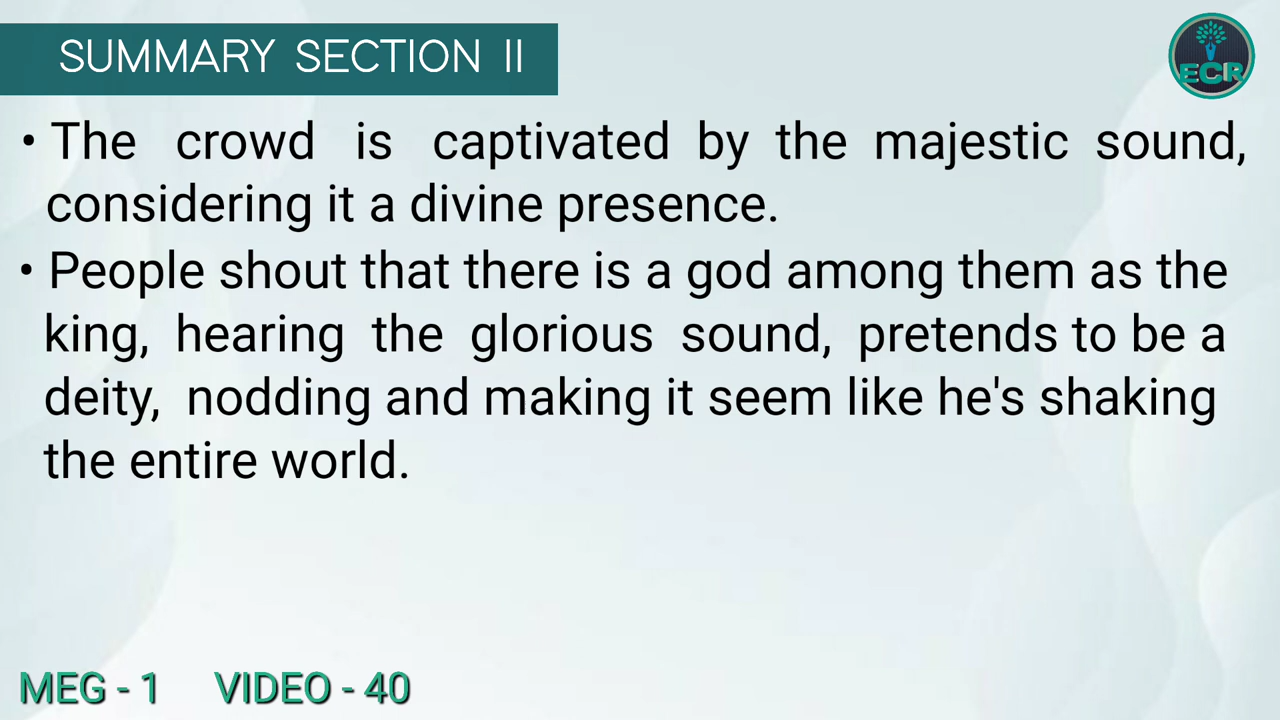 SUMMARY SECTION II
ECR
• The crowd is captivated by the majestic sound,
considering it a divine presence.
• People shout that there is a god among them as the
king, hearing the glorious sound, pretends to be a
deity, nodding and making it seem like he's shaking
the entire world.
MEG - 1 VIDEO - 40